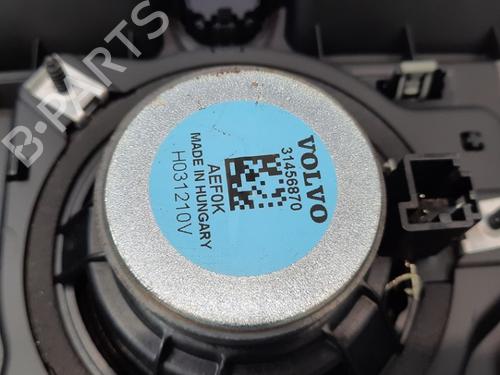 B-PARTS
VOLVO
31456870
AEF0K
MADE IN HUNGARY
H031210V